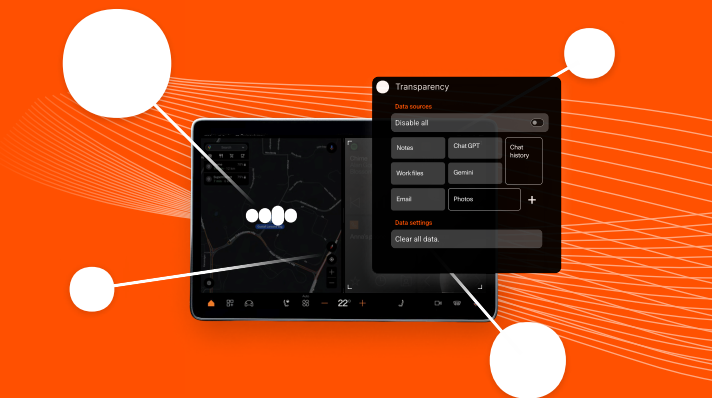 Transparency
Data sources
Disable all
Notes
Chat GPT
Chat
history
Work files
Gemini
Email
Photos
+
Data settings
Clear all data.
22°